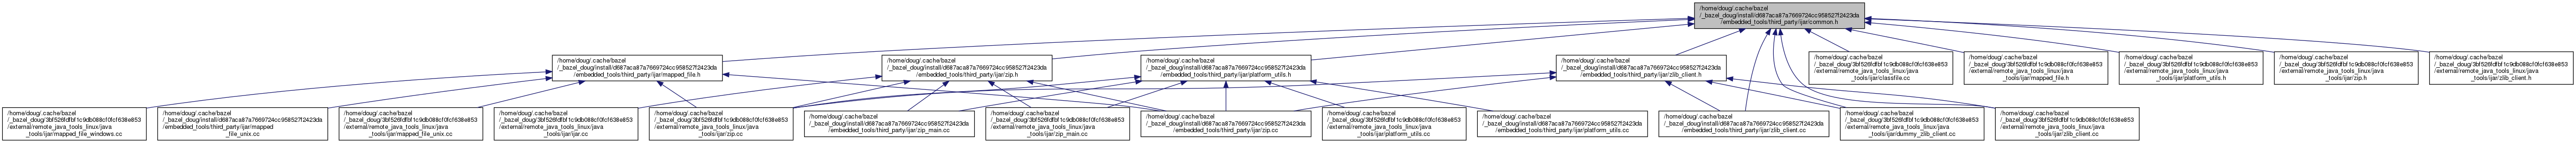 /home/doug/.cache/bazel
/_bazel_doug/install/d687aca87a7669724cc958527f2423da
/embedded_tools/third_party/ijar/common.h
/home/doug/.cache/bazel
/_bazel_doug/install/d687aca87a7669724cc958527f2423da
/embedded_tools/third_party/ijar/mapped_file.h
/home/doug/.cache/bazel
/_bazel_doug/install/d687aca87a7669724cc958527f2423da
/embedded_tools/third_party/ijar/zip.h
/home/doug/.cache/bazel
/_bazel_doug/install/d687aca87a7669724cc958527f2423da
/embedded_tools/third_party/ijar/platform_utils.h
/home/doug/.cache/bazel
/_bazel_doug/install/d687aca87a7669724cc958527f2423da
/embedded_tools/third_party/ijar/zlib_client.h
/home/doug/.cache/bazel
/_bazel_doug/3bf526fdfbf1c9db088cf0fcf638e853
/external/remote_java_tools_linux/java
_tools/ijar/classfile.cc
/home/doug/.cache/bazel
/_bazel_doug/3bf526fdfbf1c9db088cf0fcf638e853
/external/remote_java_tools_linux/java
_tools/ijar/mapped_file.h
/home/doug/.cache/bazel
/_bazel_doug/3bf526fdfbf1c9db088cf0fcf638e853
/external/remote_java_tools_linux/java
_tools/ijar/platform_utils.h
/home/doug/.cache/bazel
/_bazel_doug/3bf526fdfbf1c9db088cf0fcf638e853
/external/remote_java_tools_linux/java
_tools/ijar/zip.h
/home/doug/.cache/bazel
/_bazel_doug/3bf526fdfbf1c9db088cf0fcf638e853
/external/remote_java_tools_linux/java
_tools/ijar/zlib_client.h
/home/doug/.cache/bazel
/_bazel_doug/3bf526fdfbf1c9db088cf0fcf638e853
/external/remote_java_tools_linux/java
_tools/ijar/mapped_file_windows.cc
/home/doug/.cache/bazel
/_bazel_doug/install/d687aca87a7669724cc958527f2423da
/embedded_tools/third_party/ijar/mapped
_file_unix.cc
/home/doug/.cache/bazel
/_bazel_doug/3bf526fdfbf1c9db088cf0fcf638e853
/external/remote_java_tools_linux/java
_tools/ijar/mapped_file_unix.cc
/home/doug/.cache/bazel
/_bazel_doug/3bf526fdfbf1c9db088cf0fcf638e853
/external/remote_java_tools_linux/java
_tools/ijar/ijar.cc
/home/doug/.cache/bazel
/_bazel_doug/3bf526fdfbf1c9db088cf0fcf638e853
/external/remote_java_tools_linux/java
_tools/ijar/zip.cc
/home/doug/.cache/bazel
/_bazel_doug/install/d687aca87a7669724cc958527f2423da
/embedded_tools/third_party/ijar/zip_main.cc
/home/doug/.cache/bazel
/_bazel_doug/3bf526fdfbf1c9db088cf0fcf638e853
/external/remote_java_tools_linux/java
_tools/ijar/zip_main.cc
/home/doug/.cache/bazel
/_bazel_doug/install/d687aca87a7669724cc958527f2423da
/embedded_tools/third_party/ijar/zip.cc
/home/doug/.cache/bazel
/_bazel_doug/3bf526fdfbf1c9db088cf0fcf638e853
/external/remote_java_tools_linux/java
_tools/ijar/platform_utils.cc
/home/doug/.cache/bazel
/_bazel_doug/install/d687aca87a7669724cc958527f2423da
/embedded_tools/third_party/ijar/platform_utils.cc
/home/doug/.cache/bazel
/_bazel_doug/install/d687aca87a7669724cc958527f2423da
/embedded_tools/third_party/ijar/zlib_client.cc
/home/doug/.cache/bazel
/_bazel_doug/3bf526fdfbf1c9db088cf0fcf638e853
/external/remote_java_tools_linux/java
_tools/ijar/dummy_zlib_client.cc
/home/doug/.cache/bazel
/_bazel_doug/3bf526fdfbf1c9db088cf0fcf638e853
/external/remote_java_tools_linux/java
_tools/ijar/zlib_client.cc